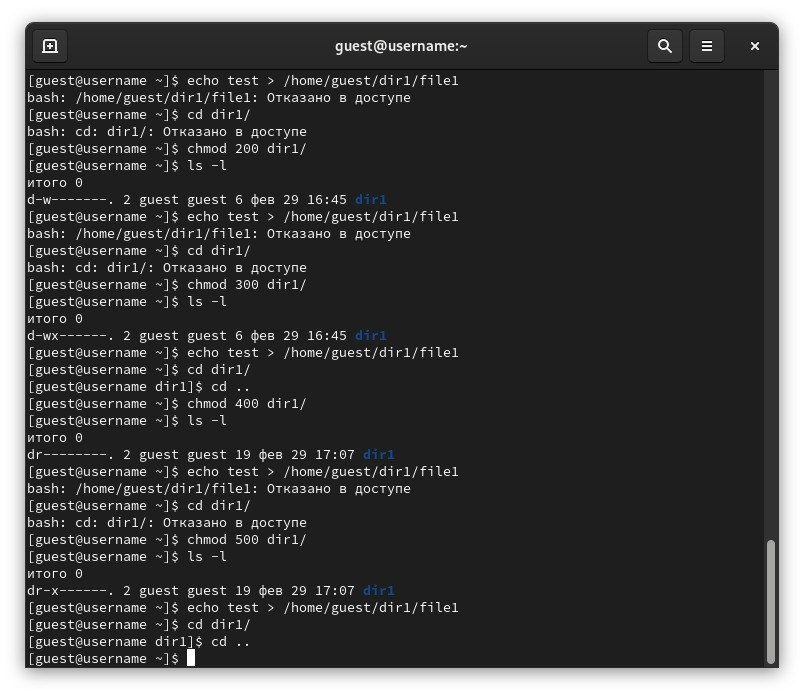 guest@username:~
[guest@username ~]$ echo test > /home/guest/dir1/file1
bash: /home/guest/dir1/file1: Отказано в доступе
[guest@username ~]$ cd dir1/
bash: cd: dir1/: Отказано в доступе
[guest@username ~]$ chmod 200 dir1/
[guest@username ~]$ ls -l
итого 0
d-w-------. 2 guest guest 6 фев 29 16:45 dir1
[guest@username ~]$ echo test > /home/guest/dir1/file1
bash: /home/guest/dir1/file1: Отказано в доступе
[guest@username ~]$ cd dir1/
bash: cd: dir1/: Отказано в доступе
[guest@username ~]$ chmod 300 dir1/
[guest@username ~]$ ls -l
итого 0
d-wx------. 2 guest guest 6 фев 29 16:45 dir1
[guest@username ~]$ echo test > /home/guest/dir1/file1
[guest@username ~]$ cd dir1/
[guest@username dir1]$ cd ..
[guest@username ~]$ chmod 400 dir1/
[guest@username ~]$ ls -l
итого 0
dr--------. 2 guest guest 19 фев 29 17:07 dir1
[guest@username ~]$ echo test > /home/guest/dir1/file1
bash: /home/guest/dir1/file1: Отказано в доступе
[guest@username ~]$ cd dir1/
bash: cd: dir1/: Отказано в доступе
[guest@username ~]$ chmod 500 dir1/
[guest@username ~]$ ls -l
итого 0
dr-x------. 2 guest guest 19 фев 29 17:07 dir1
[guest@username ~]$ echo test > /home/guest/dir1/file1
[guest@username ~]$ cd dir1/
[guest@username dir1]$ cd ..
[guest@username ~]$